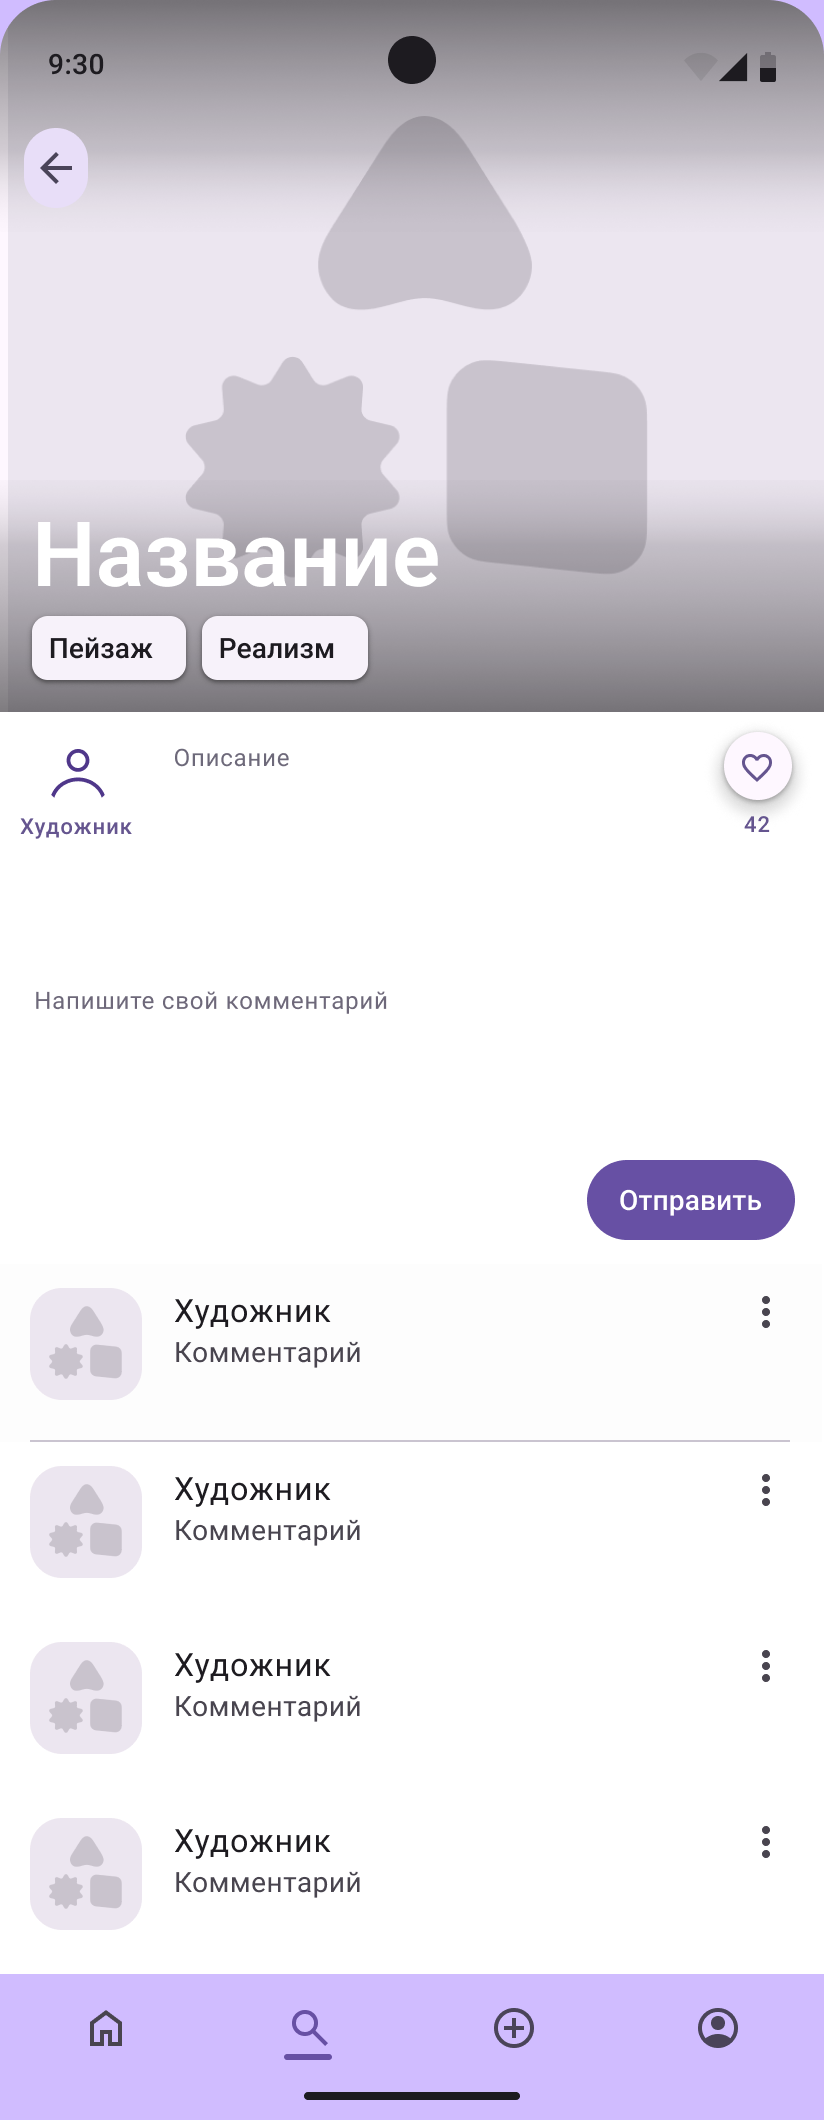 9:30
Название
Пейзаж
Реализм
Описание
Художник
42
Напишите свой комментарий
Отправить
Художник
Комментарий
Художник
Комментарий
Художник
Комментарий
Художник
Комментарий